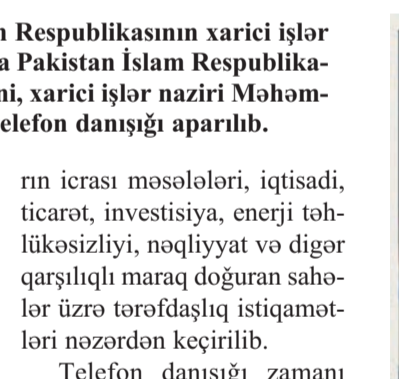 Respublikasının xarici işlər
Pakistan İslam Respublika-
xarici işlər naziri Məhəm-
danışığı aparılıb.
rın icrası məsələləri, iqtisadi,
ticarət, investisiya, enerji təh-
lükəsizliyi, nəqliyyat və digər
qarşılıqlı maraq doğuran sahə-
lər üzrə tərəfdaşlıq istiqamət-
ləri nəzərdən keçirilib.
Telefon danışığı zamanı